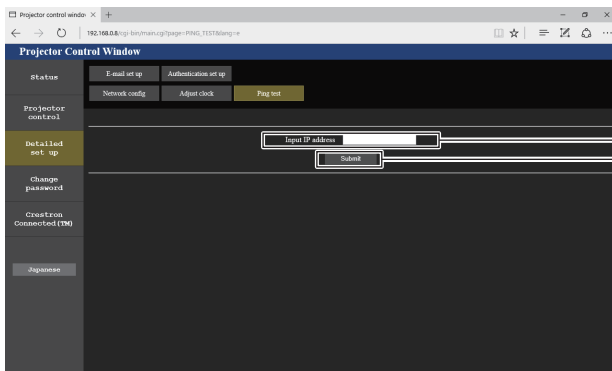 Projector control window
192.168.0.8/cgi-bin/main.cgi?page=PING_TEST&lang=e
Projector Control Window
Status
E-mail set up
Authentication set up
Network config
Adjust clock
Ping test
Projector
control
Input IP address
Detailed
set up
Submit
Change
password
Crestron
Connected(TM)
Japanese